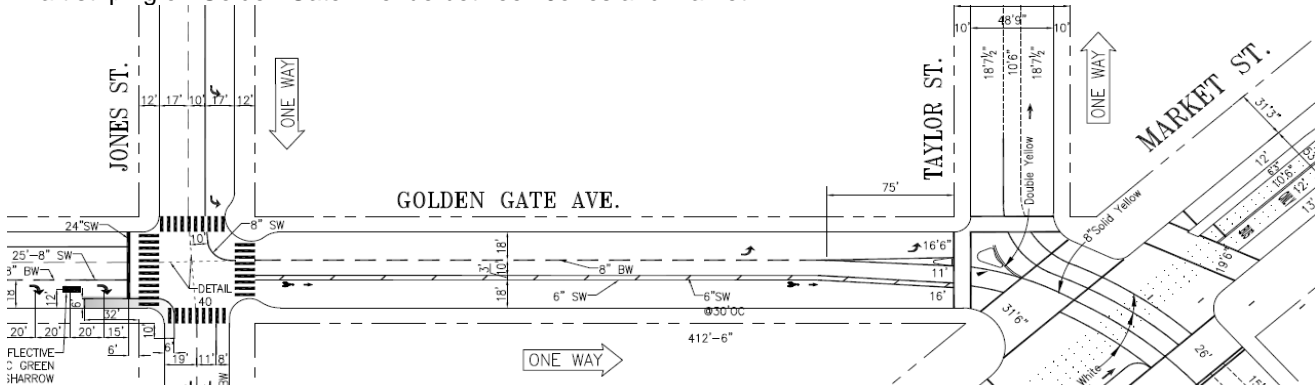 48'9"
10'
10'
18'7½"
10'6"
18'7½"
ONE WAY
MARKET ST.
31'3"
JONES ST.
12'
17'
10'
17'
12'
ONE WAY
TAYLOR ST.
Double Yellow
12'
63"
10'6"
12'
13'
75'
GOLDEN GATE AVE.
24"SW
8" SW
8"Solid Yellow
10'
18'
16'6"
19'6"
25'-8" SW
8" BW
3'
10'
11'
8" BW
18'
12'
6'
DETAIL
40
18'
6" SW
6"SW
@30'OC
16'
31'6"
32'
20'
20'
20'
15'
10'
6'
6'
19'
11'
8'
412'-6"
26'
ONE WAY
FLECTIVE
C GREEN
SHARROW
White
15'